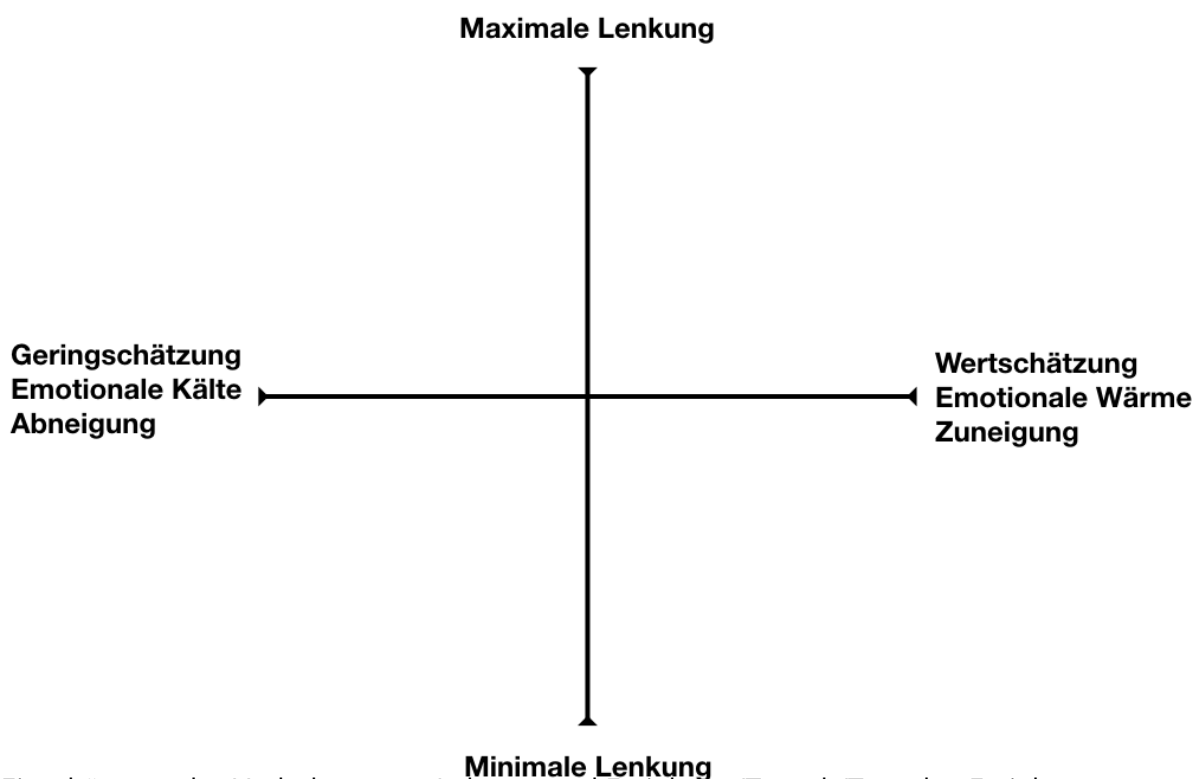 Maximale Lenkung
Geringschätzung
Emotionale Kälte
Abneigung
Wertschätzung
Emotionale Wärme
Zuneigung
Minimale Lenkung